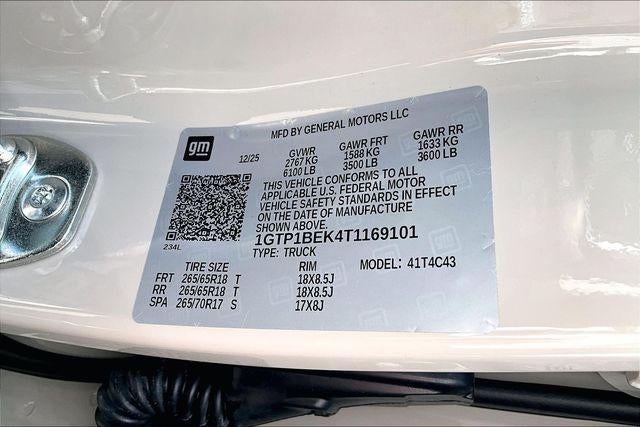 MFD BY GENERAL MOTORS LLC
gm
12/25 GVWR GAWR FRT GAWR RR
2767 KG 1588 KG 1633 KG
6100 LB 3500 LB 3600 LB
THIS VEHICLE CONFORMS TO ALL
APPLICABLE U.S. FEDERAL MOTOR
VEHICLE SAFETY STANDARDS IN EFFECT
ON THE DATE OF MANUFACTURE
SHOWN ABOVE.
234L
1GTP1BEK4T1169101
TYPE: TRUCK MODEL: 41T4C43
TIRE SIZE RIM
FRT 265/65R18 T 18X8.5J
RR 265/65R18 T 18X8.5J
SPA 265/70R17 S 17X8J